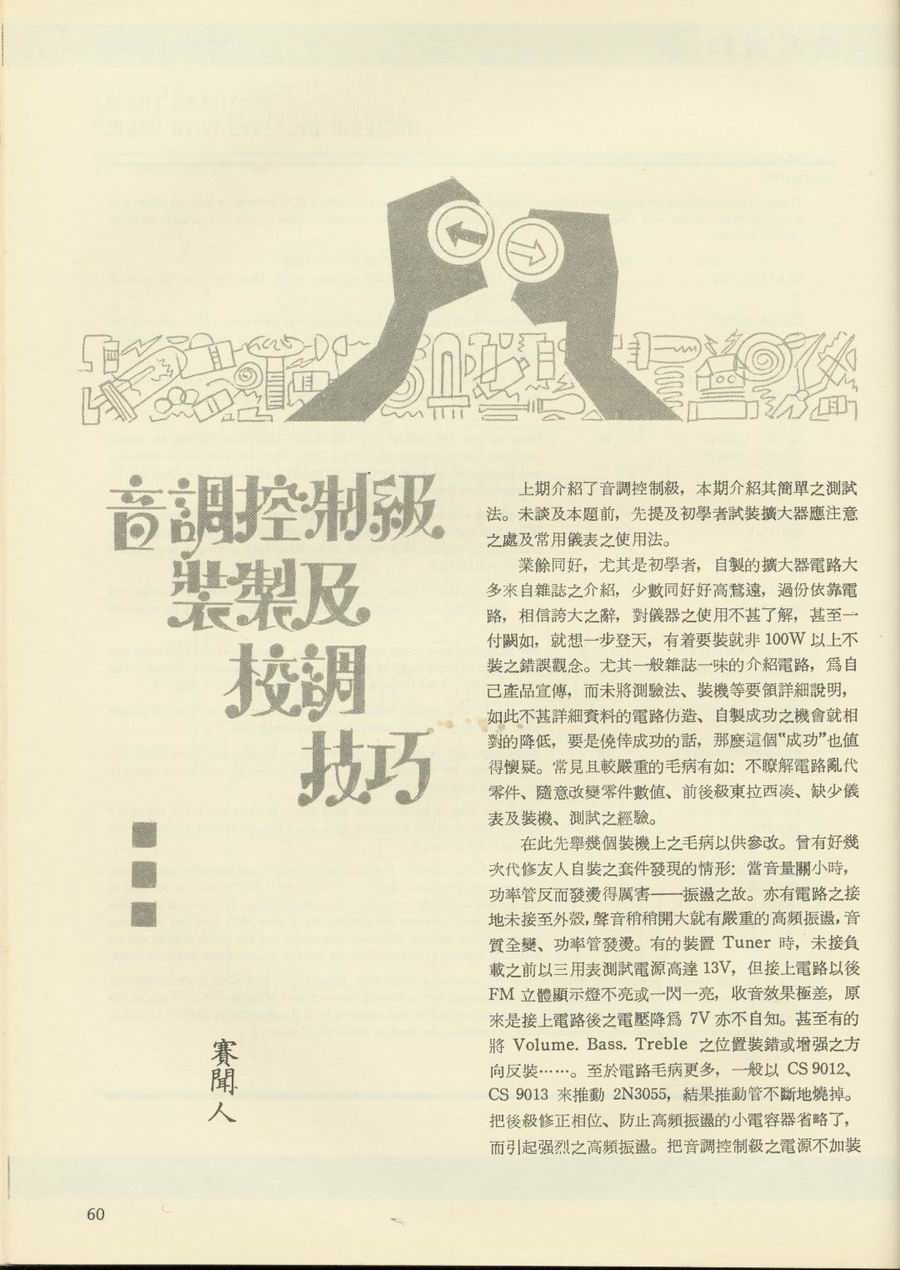 音調控制級
裝製及
校調
技巧
賽聞人
上期介紹了音調控制級，本期介紹其簡單之測試
法。未談及本題前，先提及初學者試裝擴大器應注意
之處及常用儀表之使用法。
業餘同好，尤其是初學者，自製的擴大器電路大
多來自雜誌之介紹，少數同好好高騖遠，過份依靠電
路，相信誇大之辭，對儀器之使用不甚了解，甚至一
付闕如，就想一步登天，有着要裝就非 100W 以上不
裝之錯誤觀念。尤其一般雜誌一味的介紹電路，爲自
己產品宣傳，而未將測驗法、裝機等要領詳細說明，
如此不甚詳細資料的電路仿造、自製成功之機會就相
對的降低，要是僥倖成功的話，那麼這個“成功”也值
得懷疑。常見且較嚴重的毛病有如：不瞭解電路亂代
零件、隨意改變零件數值、前後級東拉西凑、缺少儀
表及裝機、測試之經驗。
在此先舉幾個裝機上之毛病以供參改。曾有好幾
次代修友人自裝之套件發現的情形：當音量關小時，
功率管反而發燙得厲害——振盪之故。亦有電路之接
地未接至外殼，聲音稍稍開大就有嚴重的高頻振盪，音
質全變、功率管發燙。有的裝置 Tuner 時，未接負
載之前以三用表測試電源高達 13V，但接上電路以後
FM 立體顯示燈不亮或一閃一亮，收音效果極差，原
來是接上電路後之電壓降爲 7V 亦不自知。甚至有的
將 Volume. Bass. Treble 之位置裝錯或增强之方
向反裝……。至於電路毛病更多，一般以 CS 9012、
CS 9013 來推動 2N3055，結果推動管不斷地燒掉。
把後級修正相位、防止高頻振盪的小電容器省略了，
而引起强烈之高頻振盪。把音調控制級之電源不加裝
60